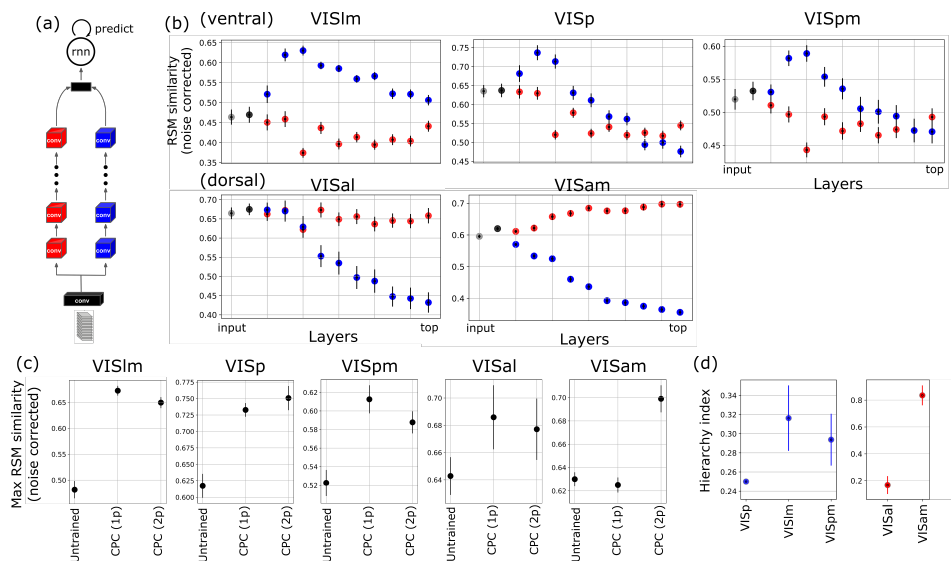 (a)
predict
rnn
conv
conv
conv
conv
conv
conv
conv
(b)
(ventral)
VISlm
VISp
VISpm
RSM similarity
(noise corrected)
0.65
0.60
0.55
0.50
0.45
0.40
0.35
0.75
0.70
0.65
0.60
0.55
0.50
0.45
0.60
0.55
0.50
0.45
input
top
Layers
(dorsal)
VISal
VISam
0.70
0.65
0.60
0.55
0.50
0.45
0.40
input
top
Layers
0.7
0.6
0.5
0.4
(c)
VISlm
VISp
VISpm
VISal
VISam
(d)
Max RSM similarity
(noise corrected)
0.65
0.60
0.55
0.50
Untrained
CPC (1p)
CPC (2p)
0.775
0.750
0.725
0.700
0.675
0.650
0.625
0.600
Untrained
CPC (1p)
CPC (2p)
0.62
0.60
0.58
0.56
0.54
0.52
0.50
Untrained
CPC (1p)
CPC (2p)
0.70
0.68
0.66
0.64
Untrained
CPC (1p)
CPC (2p)
0.70
0.68
0.66
0.64
0.62
Untrained
CPC (1p)
CPC (2p)
Hierarchy index
0.34
0.32
0.30
0.28
0.26
0.24
VISp
VISlm
VISpm
0.8
0.6
0.4
0.2
VISal
VISam